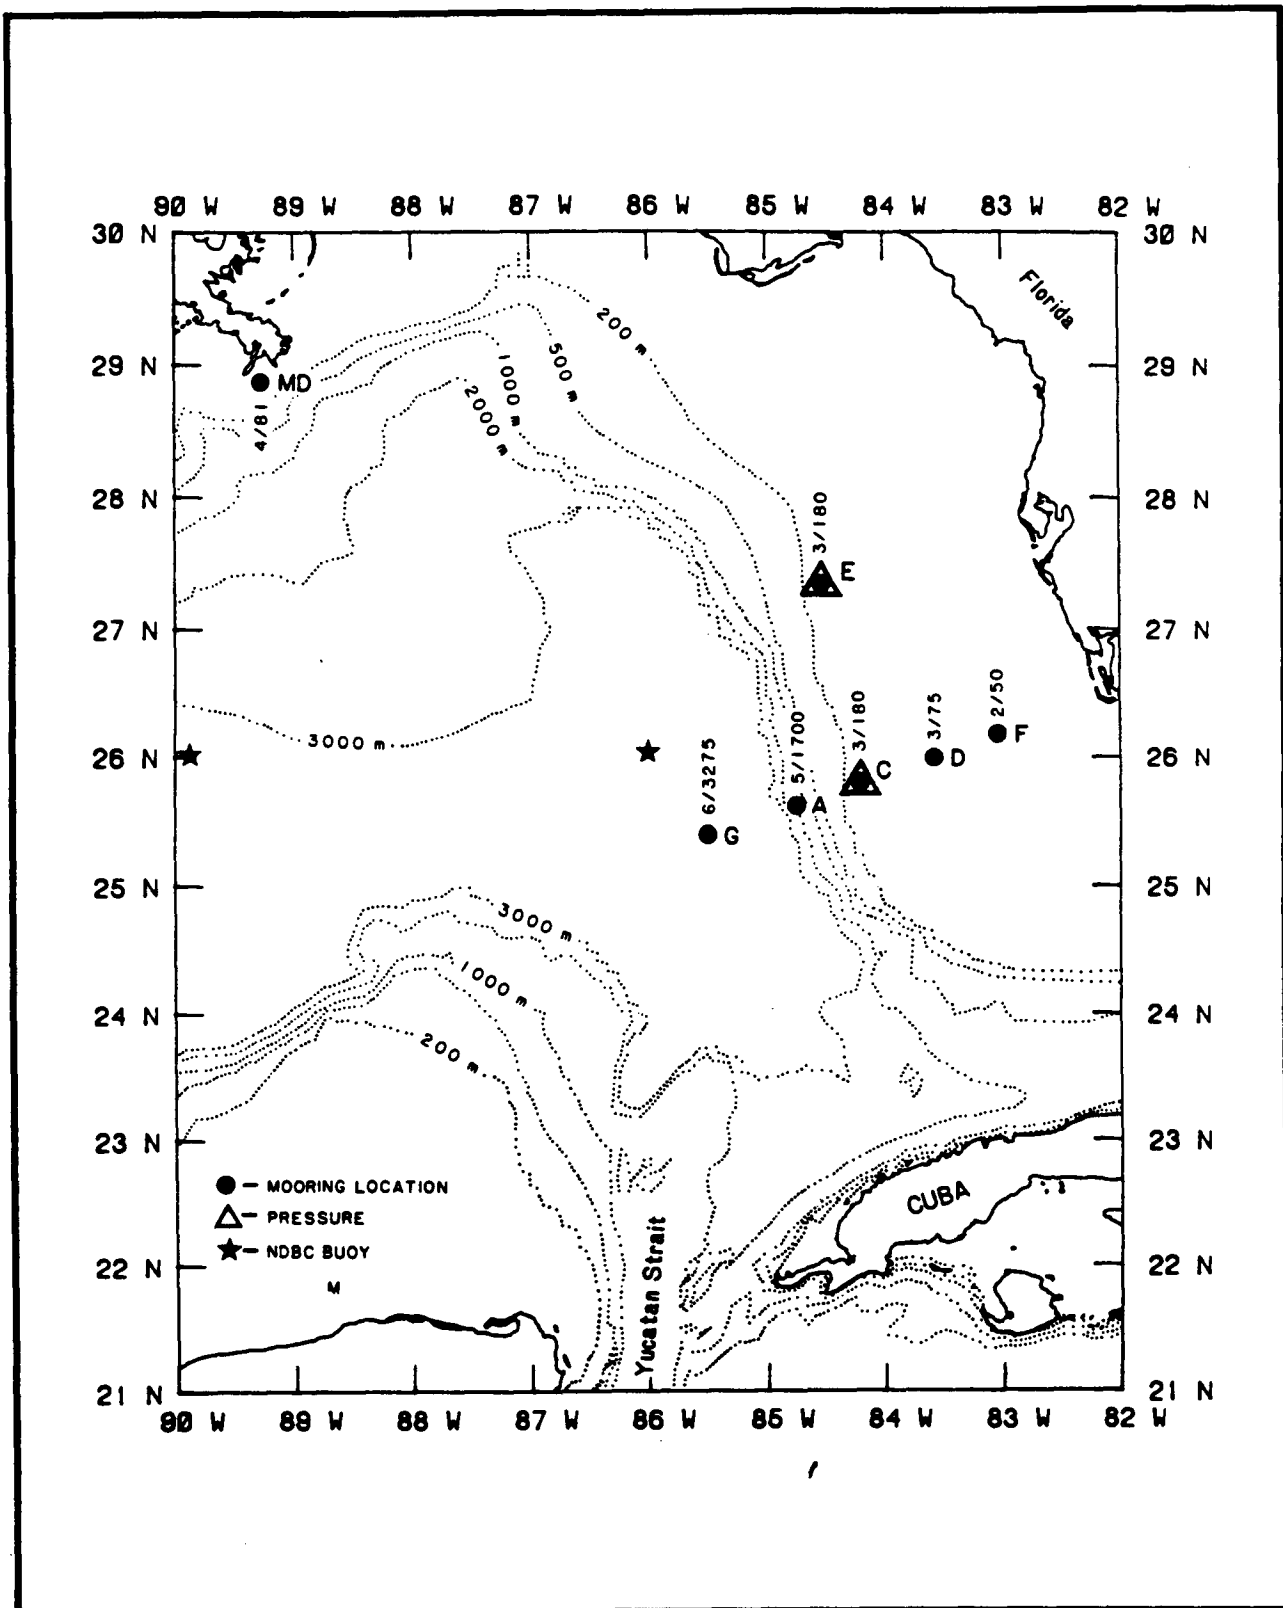 90 W 89 W 88 W 87 W 86 W 85 W 84 W 83 W 82 W
30 N 30 N
Florida
200 m
500 m
1000 m
2000 m
29 N 29 N
MD
4/81
28 N 28 N
3/180
E
27 N 27 N
3000 m
26 N 26 N
6/3275
G
5/1700
A
3/180
C
3/75
D
2/50
F
25 N 25 N
3000 m
1000 m
24 N 24 N
200 m
23 N 23 N
● – MOORING LOCATION
△ – PRESSURE
★ – NDBC BUOY
CUBA
Yucatan Strait
22 N 22 N
M
21 N 21 N
90 W 89 W 88 W 87 W 86 W 85 W 84 W 83 W 82 W